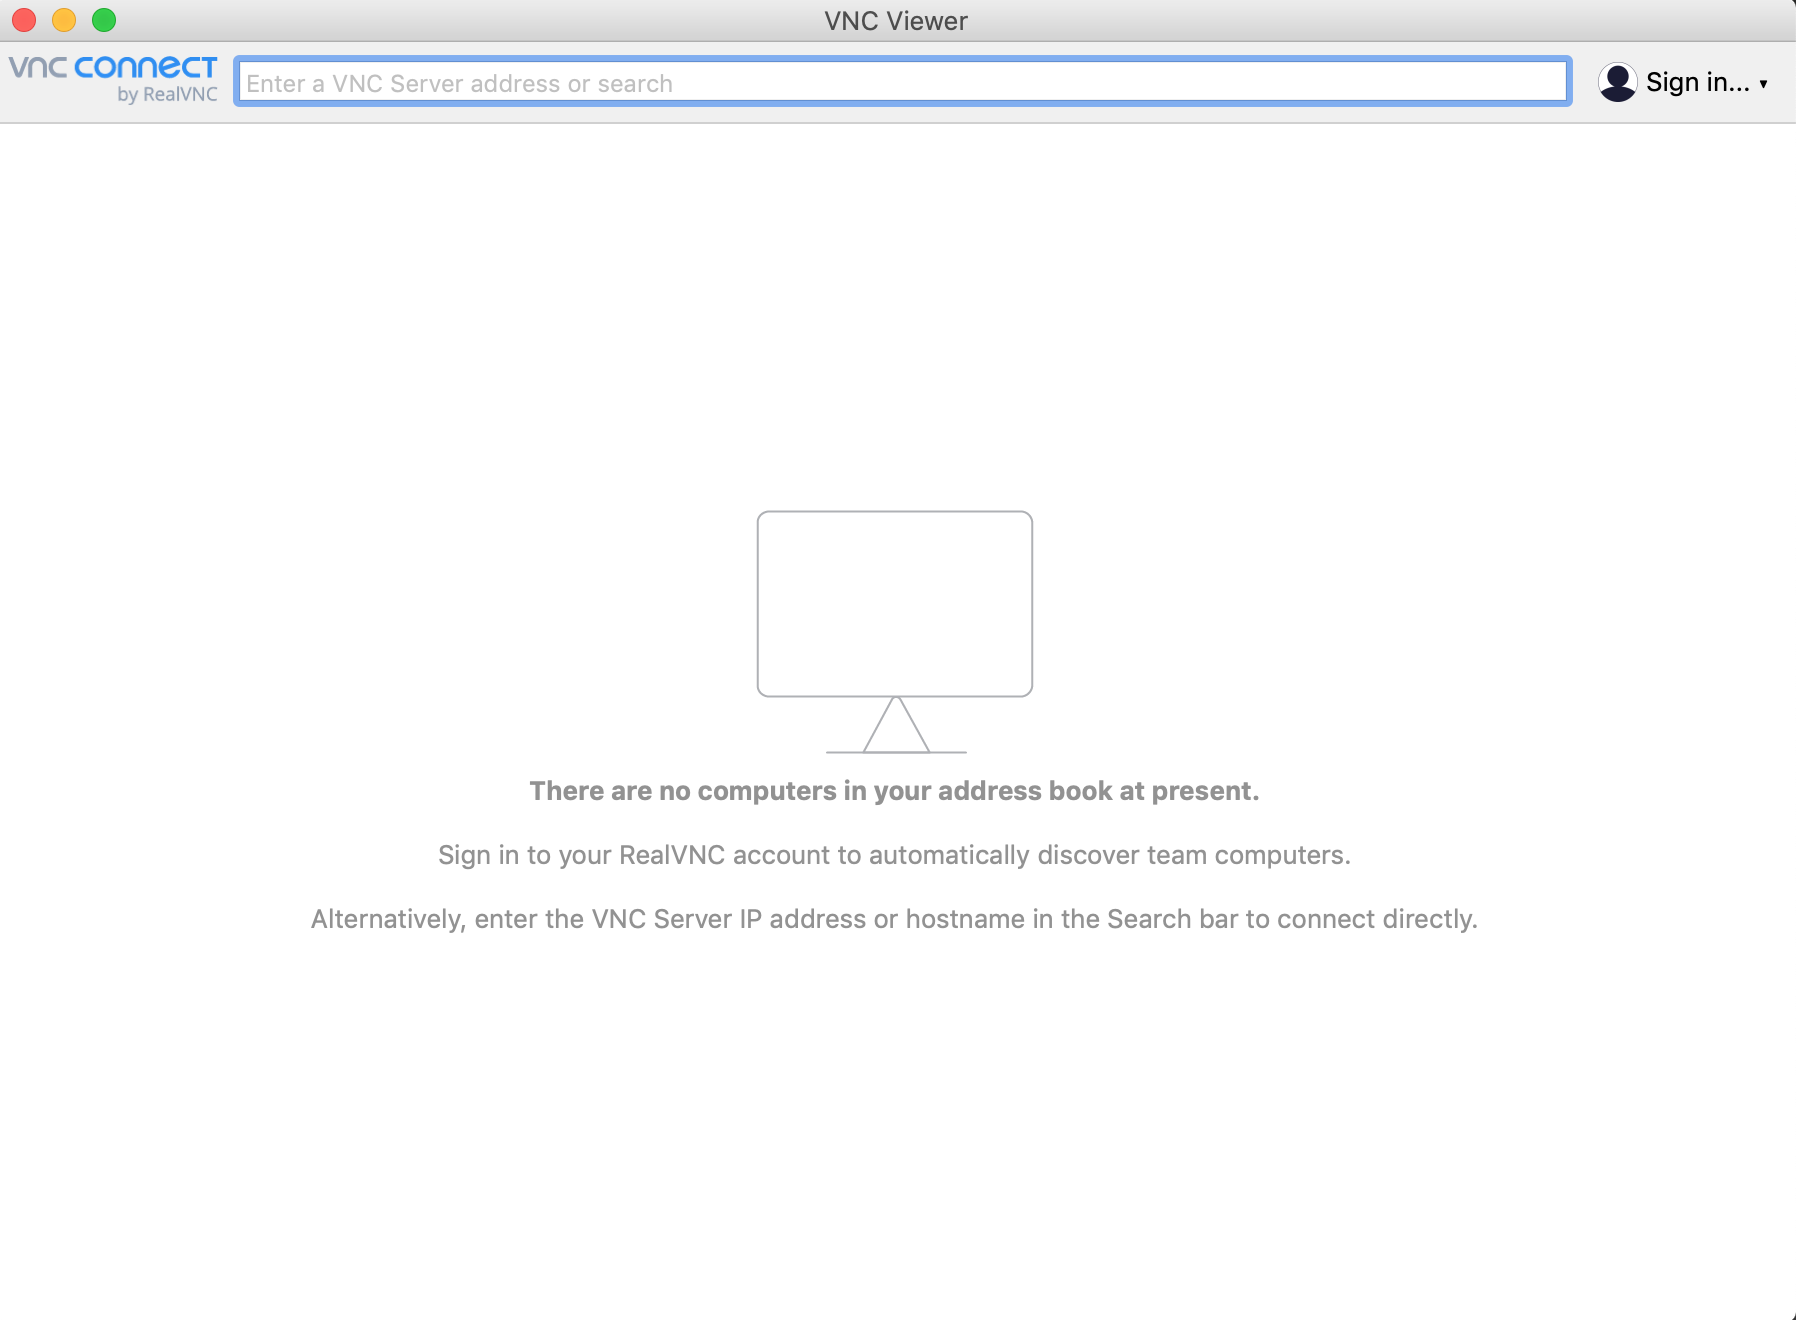 VNC Viewer
vnc connect
by RealVNC
Enter a VNC Server address or search
Sign in...
There are no computers in your address book at present.
Sign in to your RealVNC account to automatically discover team computers.
Alternatively, enter the VNC Server IP address or hostname in the Search bar to connect directly.